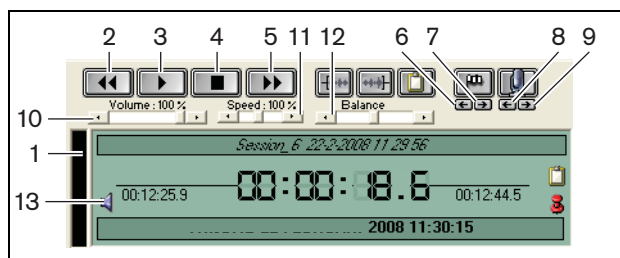 2 3 4 5 11 12 6 7 8 9
Volume : 100 % Speed : 100 % Balance
10
1
Session_6 22-2-2008 11:29:56
13
00:12:25.9 00:00:18.6 00:12:44.5
2008 11:30:15